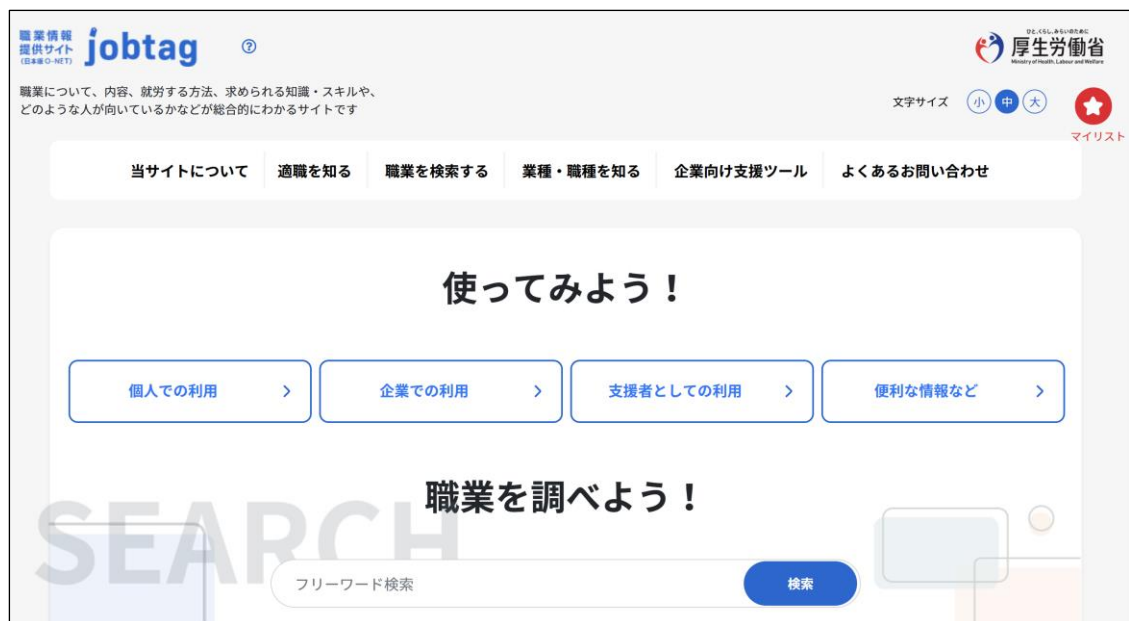 職業情報
提供サイト
(日本版O-NET)
jobtag
?
ひと、くらし、みらいのために
厚生労働省
Ministry of Health, Labour and Welfare
職業について、内容、就労する方法、求められる知識・スキルや、
どのような人が向いているかなどが総合的にわかるサイトです
文字サイズ 小 中 大
マイリスト
当サイトについて 適職を知る 職業を検索する 業種・職種を知る 企業向け支援ツール よくあるお問い合わせ
使ってみよう！
個人での利用 企業での利用 支援者としての利用 便利な情報など
職業を調べよう！
SEARCH
フリーワード検索 検索